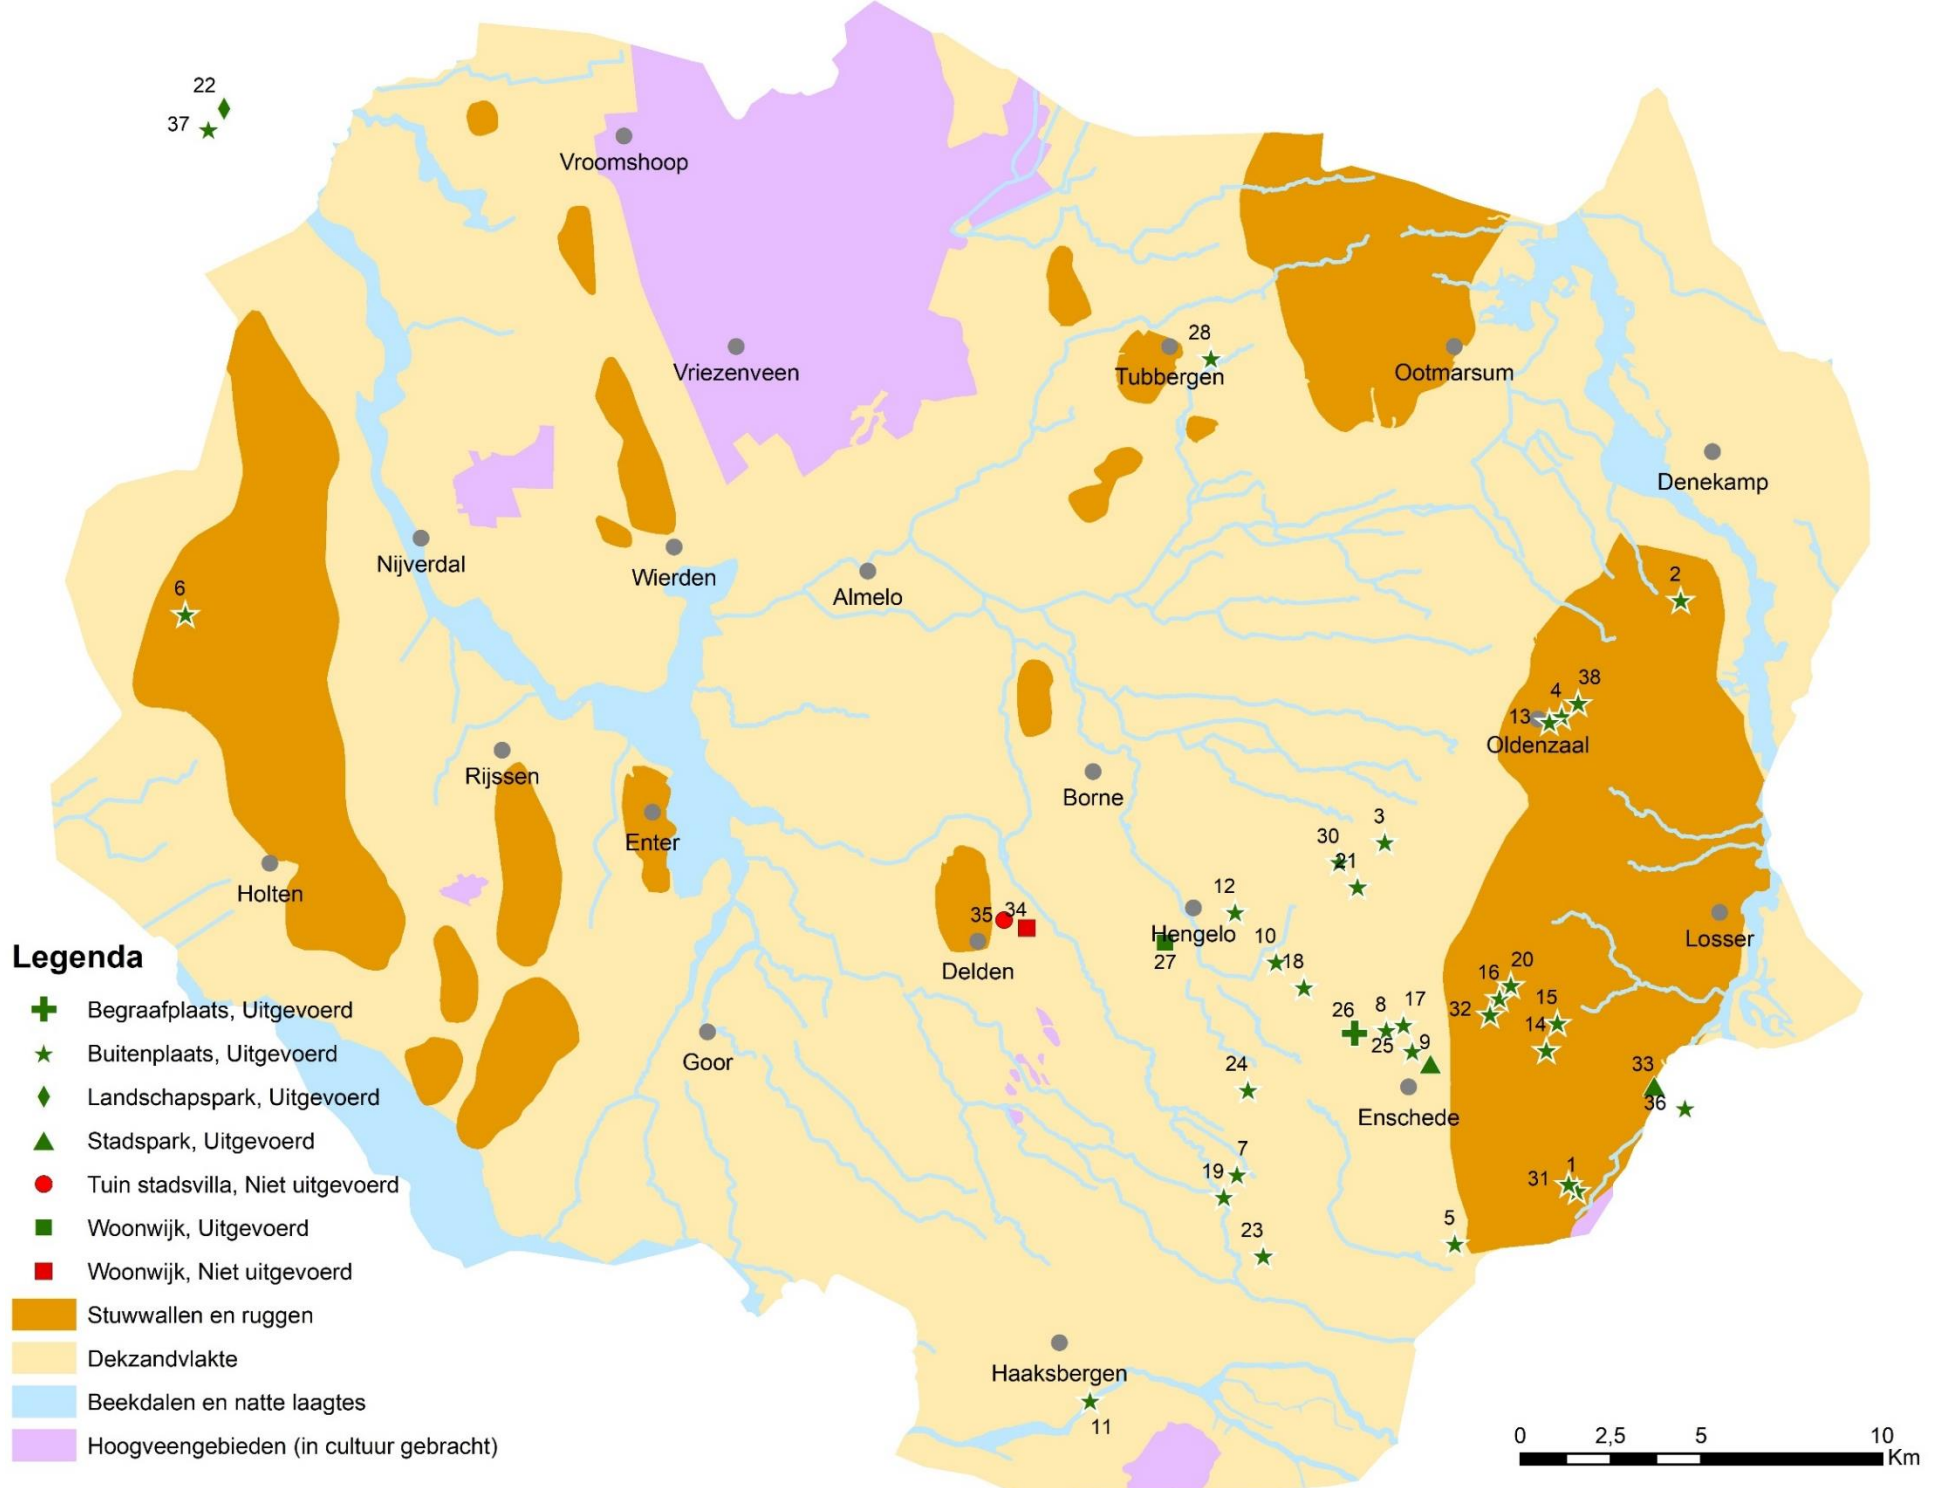 22
37
Vroomshoop
28
Vriezenveen
Tubbergen
Ootmarsum
Denekamp
Nijverdal
Wierden
Almelo
6
2
4
38
13
Oldenzaal
Rijssen
Borne
Enter
3
30
21
Holten
12
35
34
Hengelo
10
Losser
Delden
27
18
16
20
32
15
14
26
8
17
25
9
Goor
24
33
36
Enschede
7
19
31
1
23
5
Haaksbergen
11
Legenda
Begraafplaats, Uitgevoerd
Buitenplaats, Uitgevoerd
Landschapspark, Uitgevoerd
Stadspark, Uitgevoerd
Tuin stadsvilla, Niet uitgevoerd
Woonwijk, Uitgevoerd
Woonwijk, Niet uitgevoerd
Stuwwallen en ruggen
Dekzandvlakte
Beekdalen en natte laagtes
Hoogveengebieden (in cultuur gebracht)
0 2,5 5 10
Km